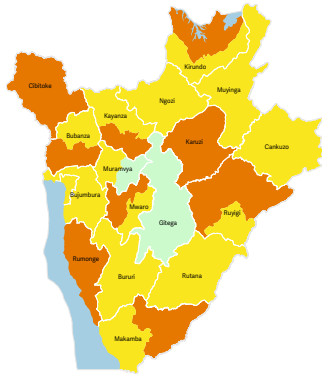 Kirundo
Cibitoke
Muyinga
Ngozi
Kayanza
Bubanza
Karuzi
Cankuzo
Muramvya
Bujumbura
Mwaro
Ruyigi
Gitega
Rumonge
Bururi
Rutana
Makamba